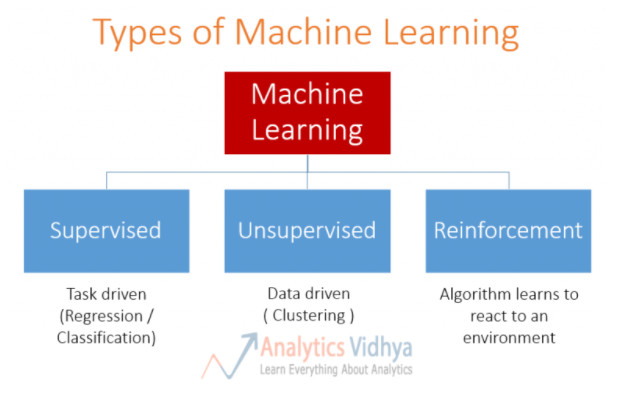 Types of Machine Learning
Machine
Learning
Supervised
Unsupervised
Reinforcement
Task driven
(Regression /
Classification)
Data driven
( Clustering )
Algorithm learns to
react to an
environment
Analytics Vidhya
Learn Everything About Analytics